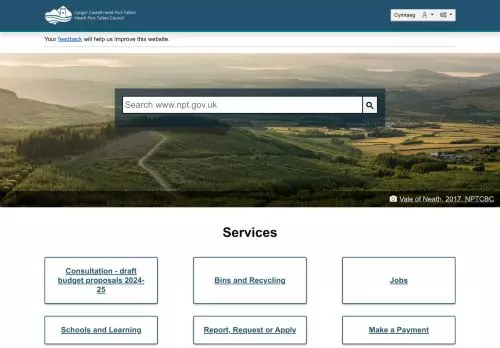 Cyngor Castell-nedd Port Talbot
Neath Port Talbot Council
Cymraeg
Your feedback will help us improve this website.
Search www.npt.gov.uk
Vale of Neath, 2017, NPTCBC
Services
Consultation - draft
budget proposals 2024-
25
Bins and Recycling
Jobs
Schools and Learning
Report, Request or Apply
Make a Payment